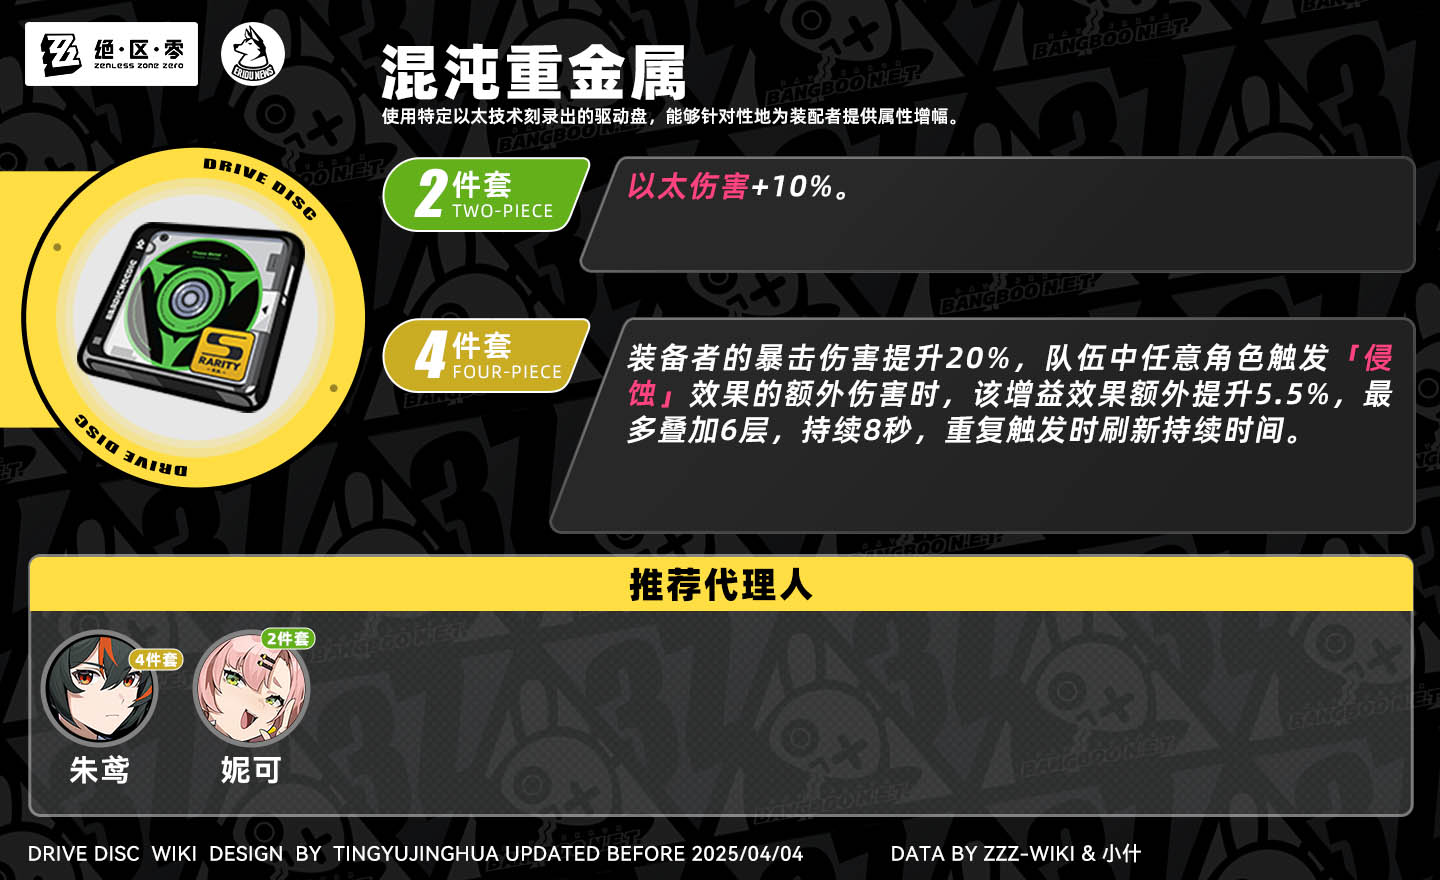 绝·区·零
ZENLESS ZONE ZERO
ERIDU NEWS
混沌重金属
使用特定以太技术刻录出的驱动盘，能够针对性地为装配者提供属性增幅。
DRIVE DISC
2件套
TWO-PIECE
以太伤害+10%。
S
RARITY
4件套
FOUR-PIECE
装备者的暴击伤害提升20%，队伍中任意角色触发「侵
蚀」效果的额外伤害时，该增益效果额外提升5.5%，最
多叠加6层，持续8秒，重复触发时刷新持续时间。
DRIVE DISC
推荐代理人
4件套
2件套
朱鸢
妮可
DRIVE DISC WIKI DESIGN BY TINGYUJINGHUA UPDATED BEFORE 2025/04/04
DATA BY ZZZ-WIKI & 小什
BANGBOO N.E.T.